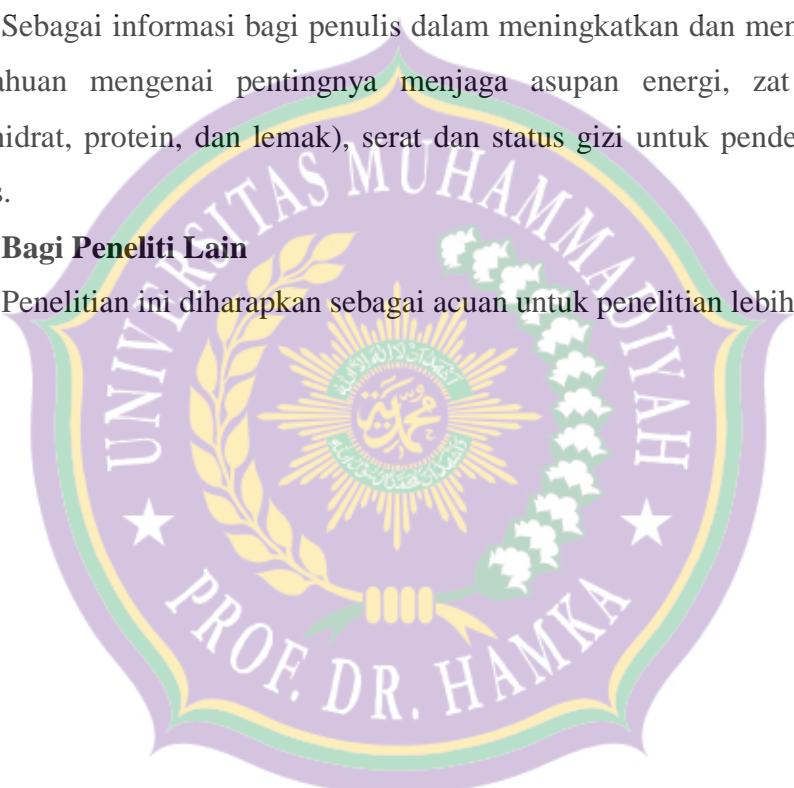 Sebagai informasi bagi penulis dalam meningkatkan dan men
ahuan mengenai pentingnya menjaga asupan energi, zat
nidrat, protein, dan lemak), serat dan status gizi untuk pende
s.
Bagi Peneliti Lain
Penelitian ini diharapkan sebagai acuan untuk penelitian lebih
UNIVERSITAS MUHAMMADIYAH
PROF. DR. HAMKA
محمدية